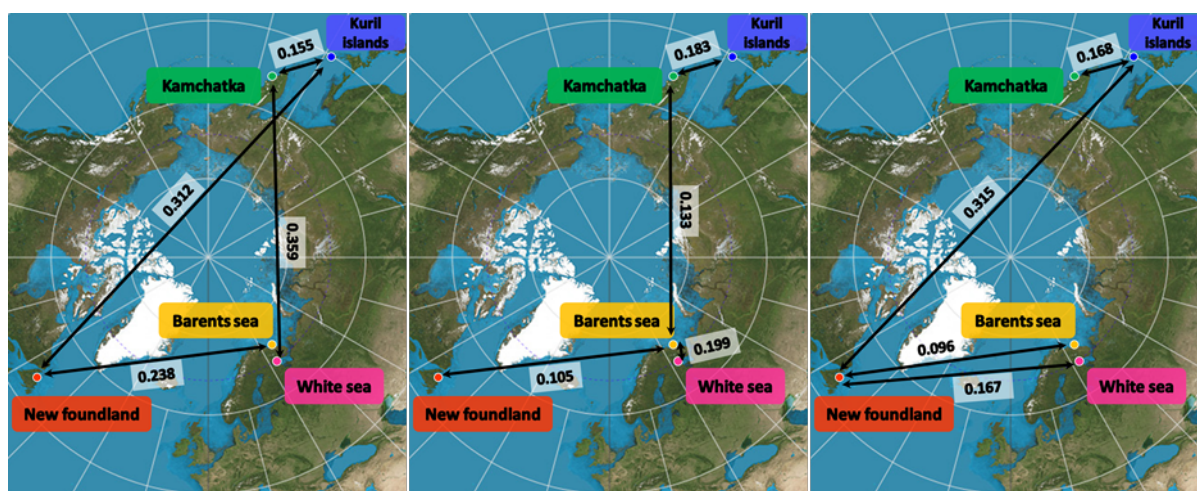 Kuril
islands
0.155
Kamchatka
0.312
0.359
Barents sea
0.238
White sea
New foundland
Kuril
islands
0.183
Kamchatka
0.133
Barents sea
0.199
0.105
White sea
New foundland
Kuril
islands
0.168
Kamchatka
0.315
Barents sea
0.096
0.167
White sea
New foundland